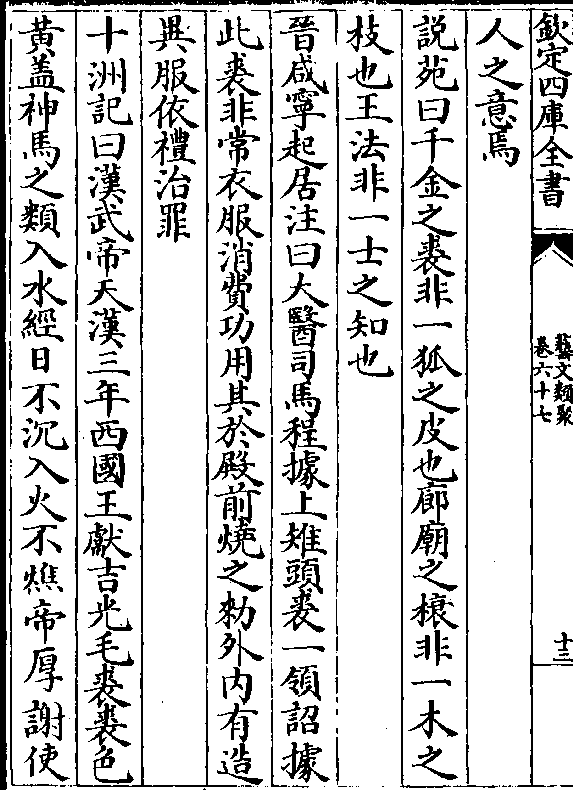 欽定四庫全書
藝文類聚
卷六十七
十三
人之意焉
說苑曰千金之裘非一狐之皮也廊廟之榱非一木之
枝也王法非一士之知也
晉咸寧起居注曰大醫司馬程據上雉頭裘一領詔據
此裘非常衣服消費功用其於殿前燒之勑外内有造
異服依禮治罪
十洲記曰漢武帝天漢三年西國王獻吉光毛裘裘色
黄盖神馬之類入水經日不沉入火不燋帝厚謝使